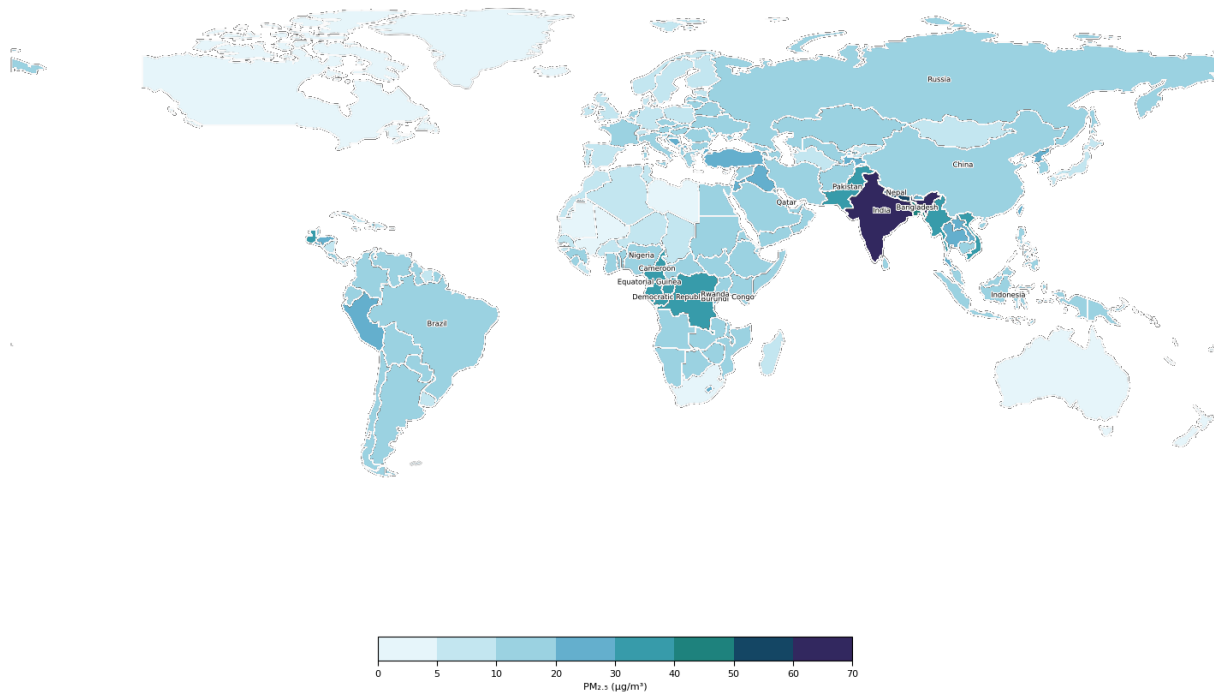 Russia
China
Pakistan
Nepal
Qatar
India
Bangladesh
Nigeria
Cameroon
Equatorial Guinea
Rwanda
Democratic Republ
Burundi
Congo
Indonesia
Brazil
0 5 10 20 30 40 50 60 70
PM₂.₅ (µg/m³)